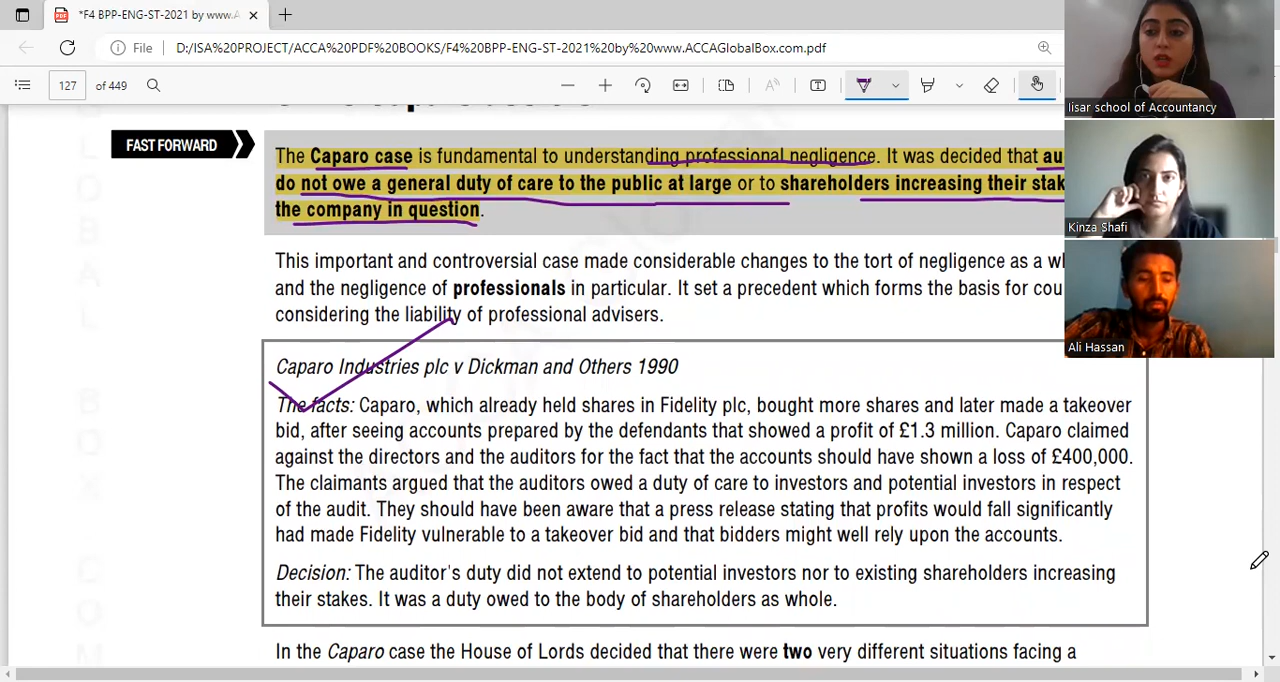 *F4 BPP-ENG-ST-2021 by www.A
File
D:/ISA%20PROJECT/ACCA%20PDF%20BOOKS/F4%20BPP-ENG-ST-2021%20by%20www.ACCAGlobalBox.com.pdf
127 of 449
lisar school of Accountancy
Kinza Shafi
Ali Hassan
FAST FORWARD
The Caparo case is fundamental to understanding professional negligence. It was decided that au
do not owe a general duty of care to the public at large or to shareholders increasing their stak
the company in question.
This important and controversial case made considerable changes to the tort of negligence as a wh
and the negligence of professionals in particular. It set a precedent which forms the basis for cou
considering the liability of professional advisers.
Caparo Industries plc v Dickman and Others 1990
The facts: Caparo, which already held shares in Fidelity plc, bought more shares and later made a takeover
bid, after seeing accounts prepared by the defendants that showed a profit of £1.3 million. Caparo claimed
against the directors and the auditors for the fact that the accounts should have shown a loss of £400,000.
The claimants argued that the auditors owed a duty of care to investors and potential investors in respect
of the audit. They should have been aware that a press release stating that profits would fall significantly
had made Fidelity vulnerable to a takeover bid and that bidders might well rely upon the accounts.
Decision: The auditor's duty did not extend to potential investors nor to existing shareholders increasing
their stakes. It was a duty owed to the body of shareholders as whole.
In the Caparo case the House of Lords decided that there were two very different situations facing a